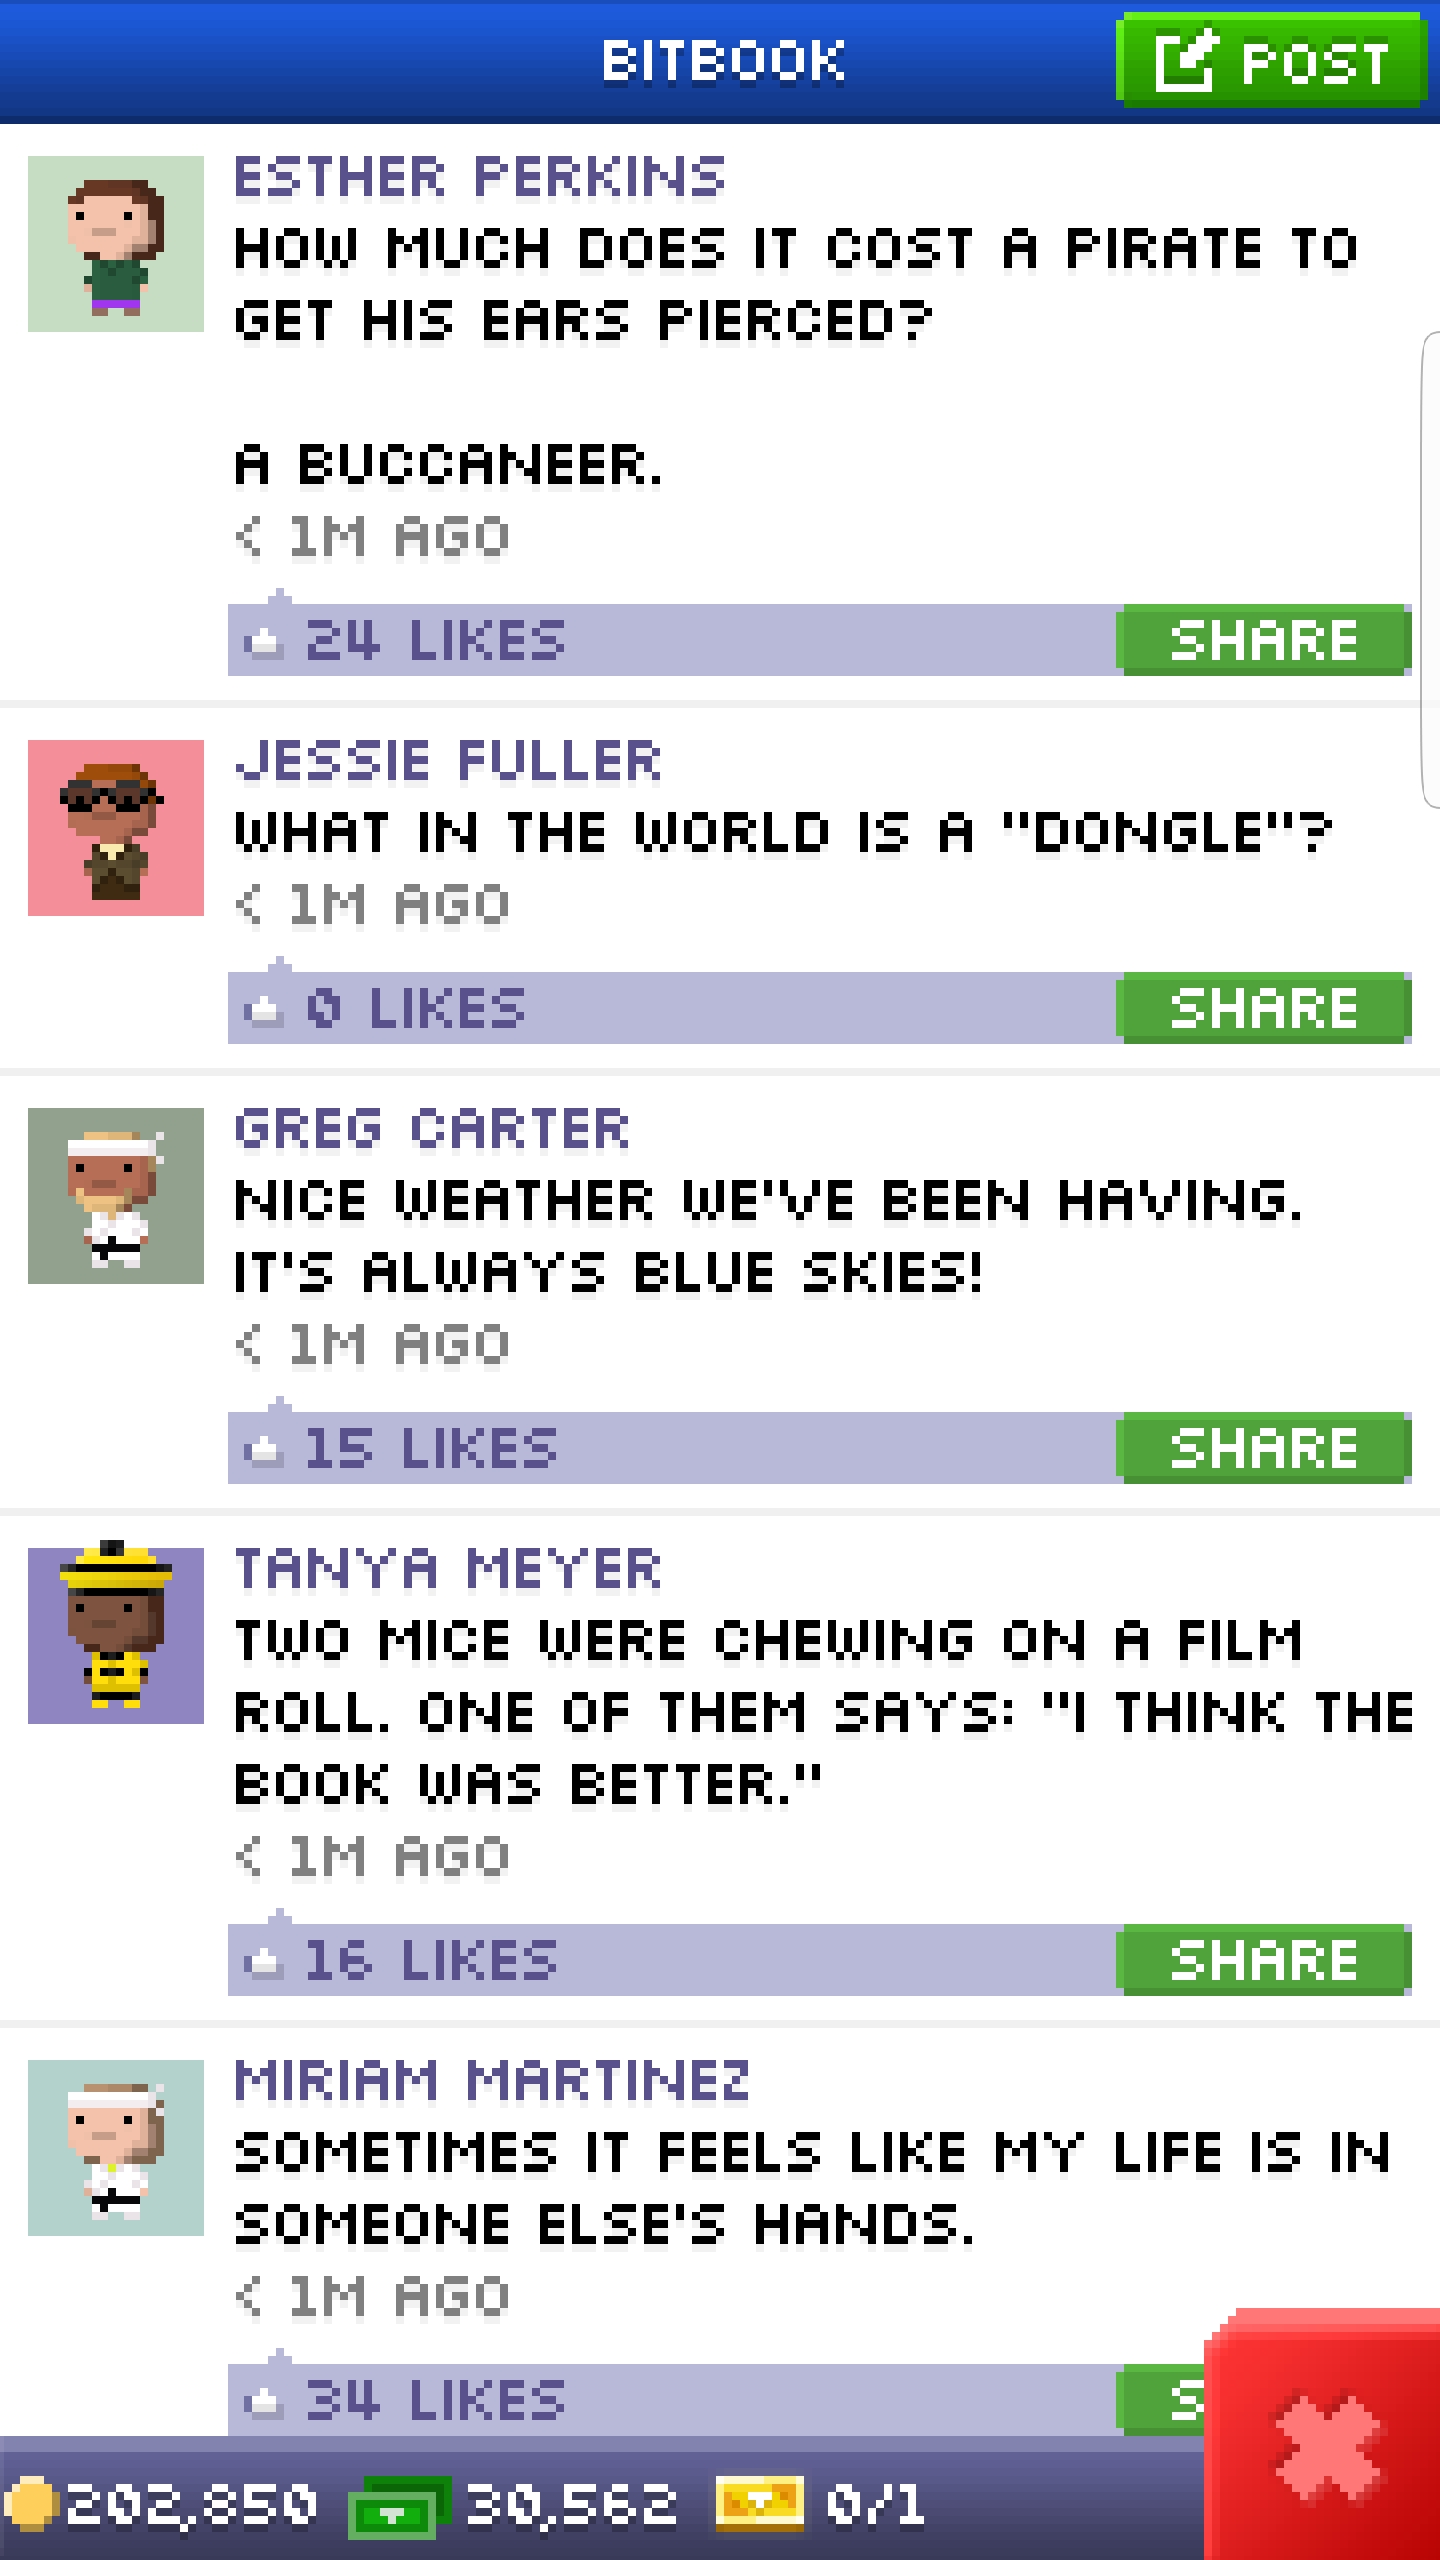 BITBOOK
POST
ESTHER PERKINS
HOW MUCH DOES IT COST A PIRATE TO
GET HIS EARS PIERCED?
A BUCCANEER.
< 1M AGO
24 LIKES
SHARE
JESSIE FULLER
WHAT IN THE WORLD IS A "DONGLE"?
< 1M AGO
0 LIKES
SHARE
GREG CARTER
NICE WEATHER WE'VE BEEN HAVING.
IT'S ALWAYS BLUE SKIES!
< 1M AGO
15 LIKES
SHARE
TANYA MEYER
TWO MICE WERE CHEWING ON A FILM
ROLL. ONE OF THEM SAYS: "I THINK THE
BOOK WAS BETTER."
< 1M AGO
16 LIKES
SHARE
MIRIAM MARTINEZ
SOMETIMES IT FEELS LIKE MY LIFE IS IN
SOMEONE ELSE'S HANDS.
< 1M AGO
34 LIKES
S
202,850
30,562
0/1